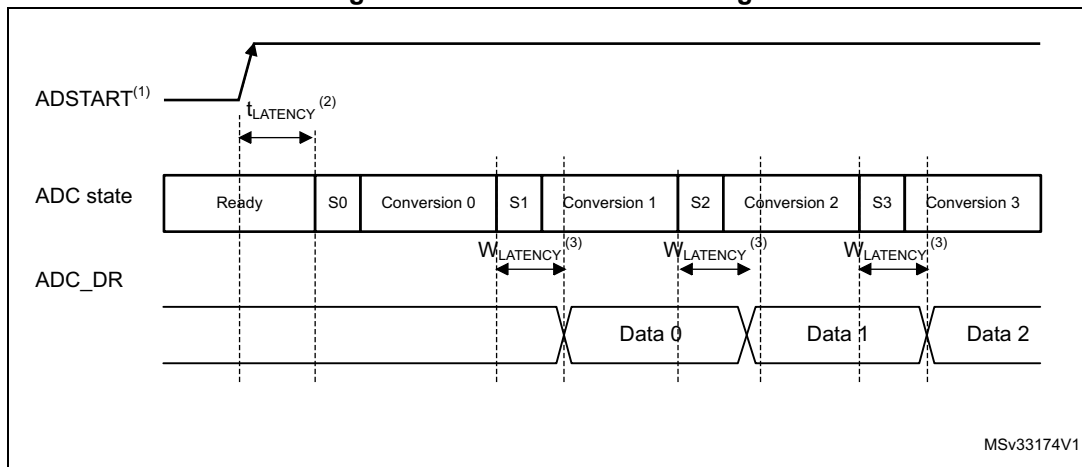 ADSTART(1)
tLATENCY (2)
ADC state
Ready
S0
Conversion 0
S1
Conversion 1
S2
Conversion 2
S3
Conversion 3
WLATENCY(3)
WLATENCY(3)
WLATENCY(3)
ADC_DR
Data 0
Data 1
Data 2
MSv33174V1